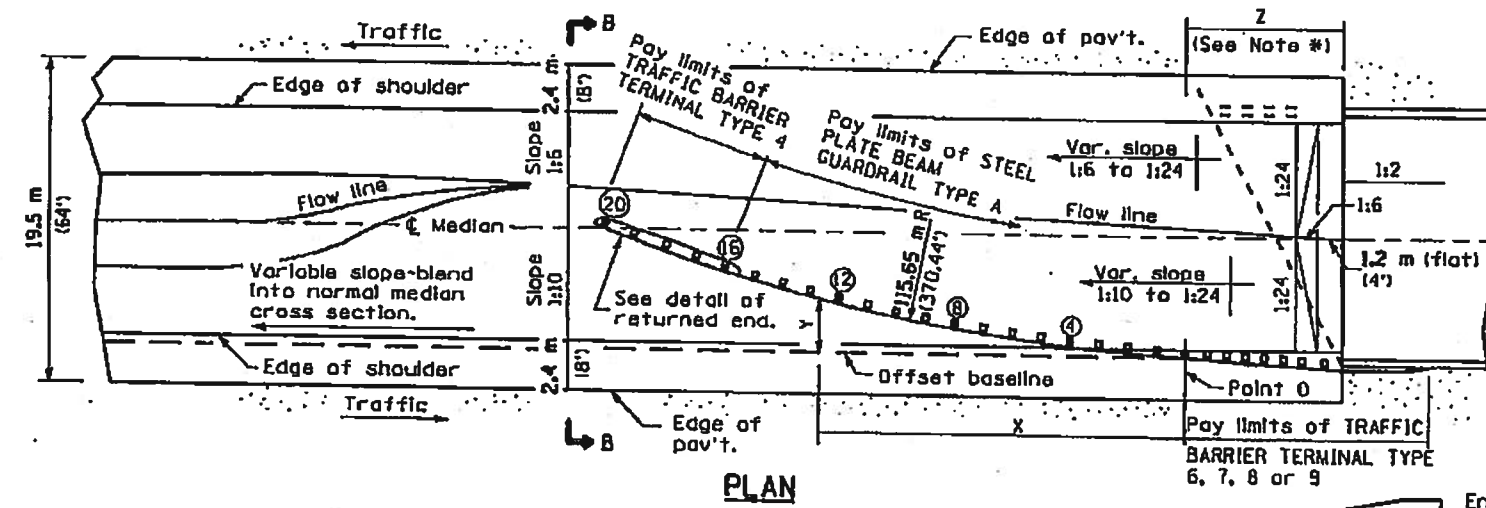 Traffic
B
Edge of pav't.
Z
(See Note *)
Edge of shoulder
2.4 m
(8')
Pay limits of
TRAFFIC BARRIER
TERMINAL TYPE 4
Pay limits of STEEL
PLATE BEAM
GUARDRAIL TYPE A
Slope
1:6
Var. slope
1:6 to 1:24
1:24
1:2
1:6
19.5 m
(64')
Flow line
Flow line
℄ Median
20
16
12
8
4
115.65 m R
(370.44')
1.2 m (flat)
(4')
Variable slope-blend
into normal median
cross section.
Slope
1:10
See detail of
returned end.
Y
Var. slope
1:10 to 1:24
1:24
Edge of shoulder
2.4 m
(8')
Offset baseline
Point 0
Traffic
B
Edge of
pav't.
X
Pay limits of TRAFFIC
BARRIER TERMINAL TYPE
6, 7, 8 or 9
PLAN